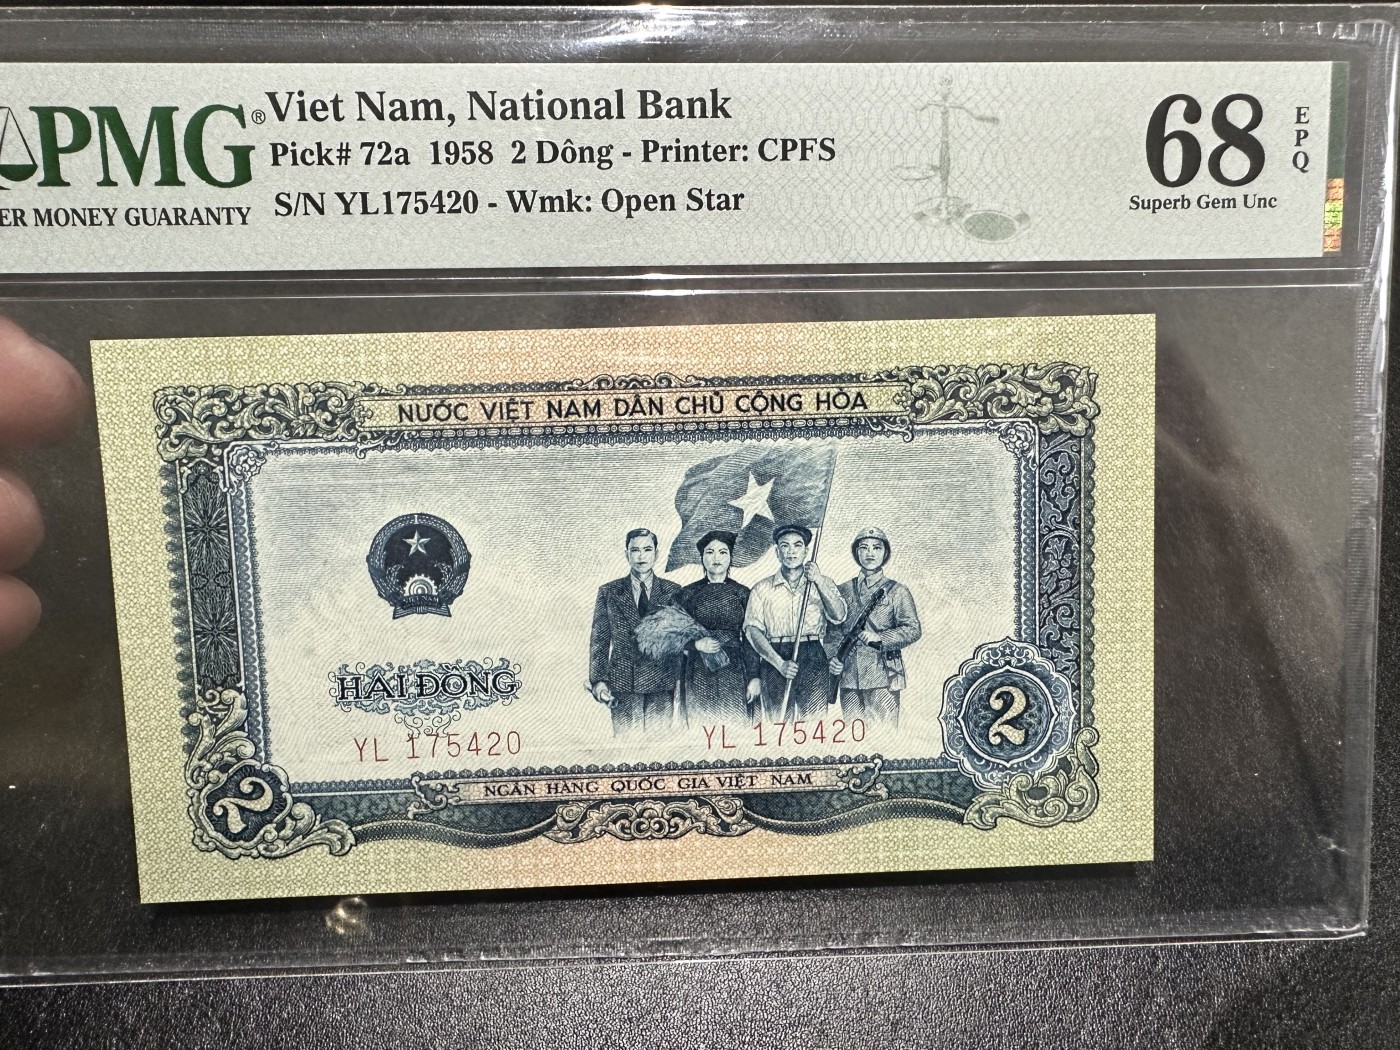 PMG®
ER MONEY GUARANTY
Viet Nam, National Bank
Pick# 72a 1958 2 Dông - Printer: CPFS
S/N YL175420 - Wmk: Open Star
68
EPQ
Superb Gem Unc
NƯỚC VIỆT NAM DÂN CHỦ CỘNG HÒA
VIỆT NAM
HAI ĐỒNG
YL 175420
YL 175420
2
2
NGÂN HÀNG QUỐC GIA VIỆT NAM